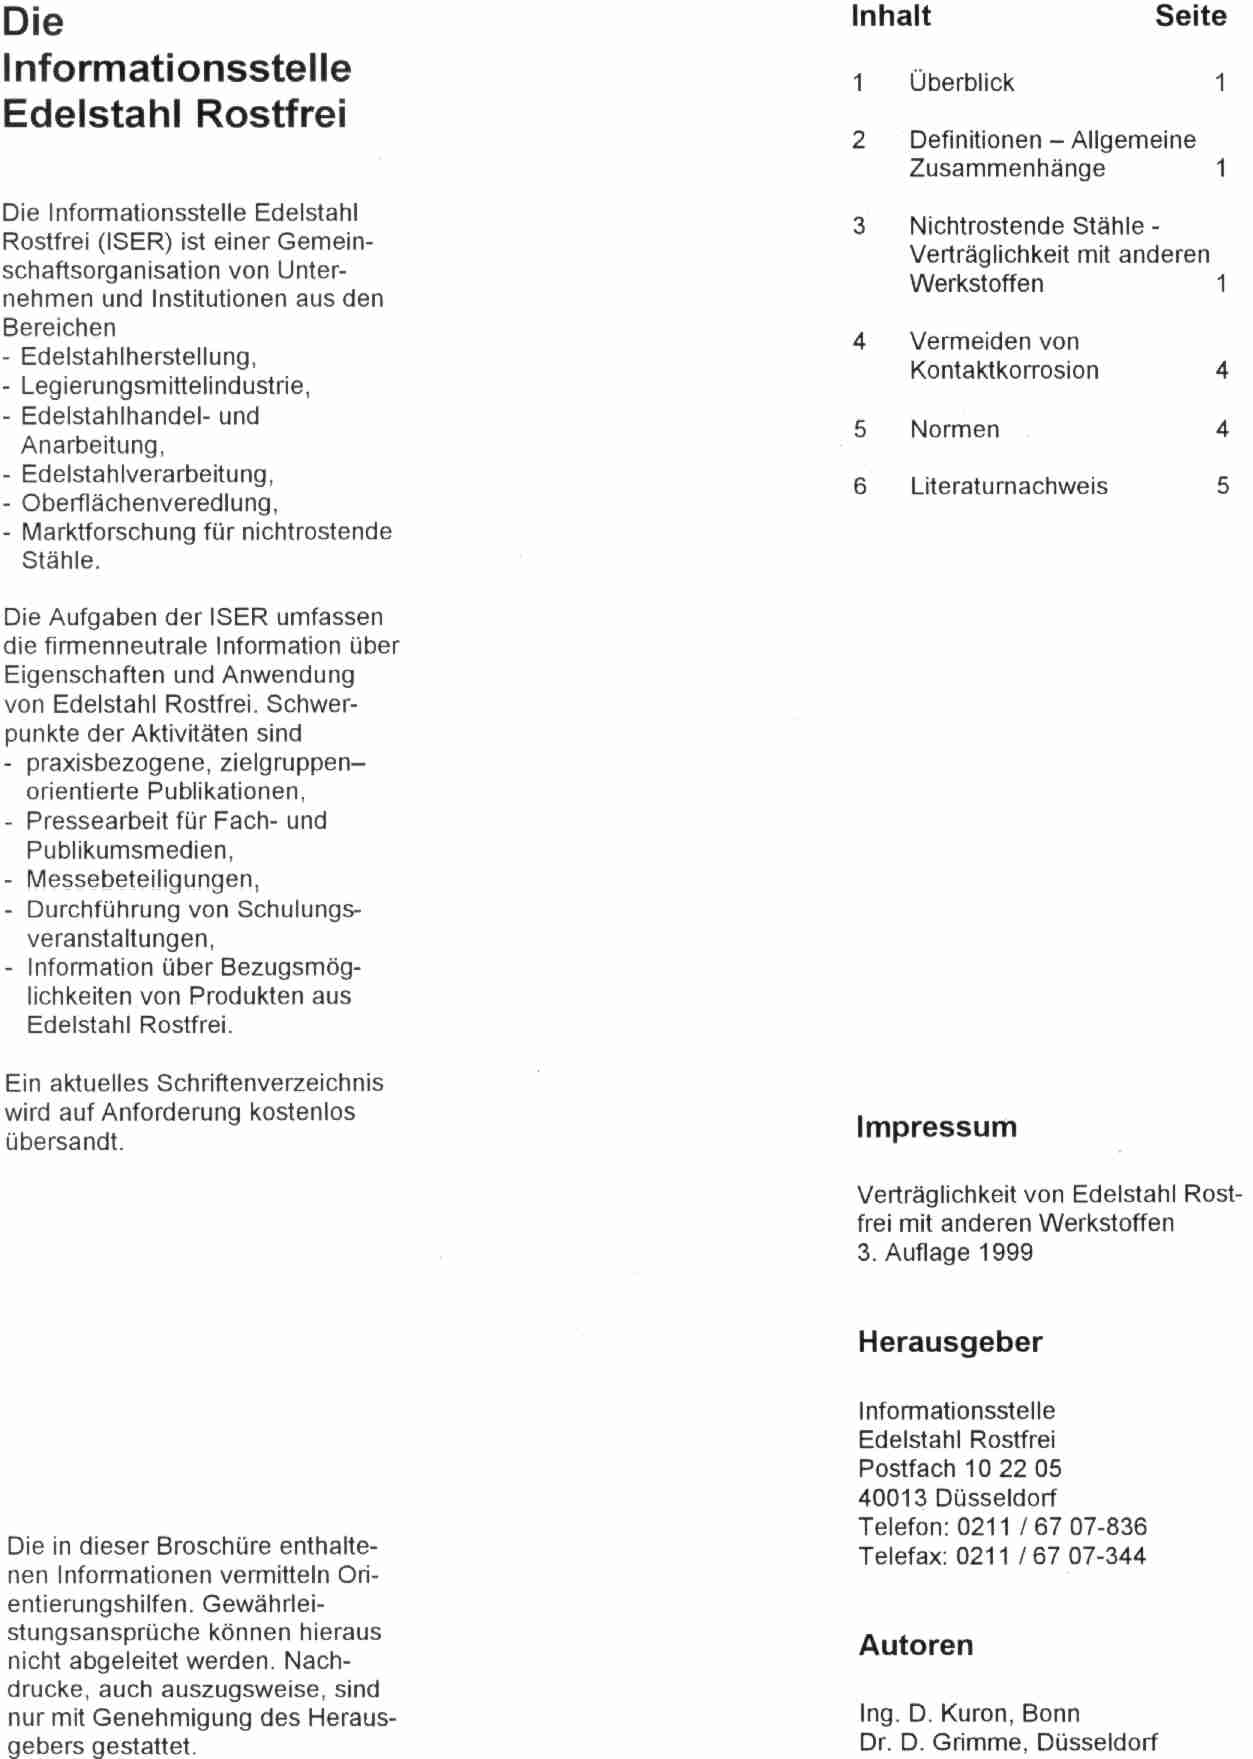 Die
Informationsstelle
Edelstahl Rostfrei
Die Informationsstelle Edelstahl
Rostfrei (ISER) ist einer Gemein-
schaftsorganisation von Unter-
nehmen und Institutionen aus den
Bereichen
- Edelstahlherstellung,
- Legierungsmittelindustrie,
- Edelstahlhandel- und
Anarbeitung,
- Edelstahlverarbeitung,
- Oberflächenveredlung,
- Marktforschung für nichtrostende
Stähle.
Die Aufgaben der ISER umfassen
die firmenneutrale Information über
Eigenschaften und Anwendung
von Edelstahl Rostfrei. Schwer-
punkte der Aktivitäten sind
- praxisbezogene, zielgruppen–
orientierte Publikationen,
- Pressearbeit für Fach- und
Publikumsmedien,
- Messebeteiligungen,
- Durchführung von Schulungs-
veranstaltungen,
- Information über Bezugsmög-
lichkeiten von Produkten aus
Edelstahl Rostfrei.
Ein aktuelles Schriftenverzeichnis
wird auf Anforderung kostenlos
übersandt.
Die in dieser Broschüre enthalte-
nen Informationen vermitteln Ori-
entierungshilfen. Gewährlei-
stungsansprüche können hieraus
nicht abgeleitet werden. Nach-
drucke, auch auszugsweise, sind
nur mit Genehmigung des Heraus-
gebers gestattet.
Inhalt Seite
1 Überblick 1
2 Definitionen – Allgemeine
Zusammenhänge 1
3 Nichtrostende Stähle -
Verträglichkeit mit anderen
Werkstoffen 1
4 Vermeiden von
Kontaktkorrosion 4
5 Normen 4
6 Literaturnachweis 5
Impressum
Verträglichkeit von Edelstahl Rost-
frei mit anderen Werkstoffen
3. Auflage 1999
Herausgeber
Informationsstelle
Edelstahl Rostfrei
Postfach 10 22 05
40013 Düsseldorf
Telefon: 0211 / 67 07-836
Telefax: 0211 / 67 07-344
Autoren
Ing. D. Kuron, Bonn
Dr. D. Grimme, Düsseldorf